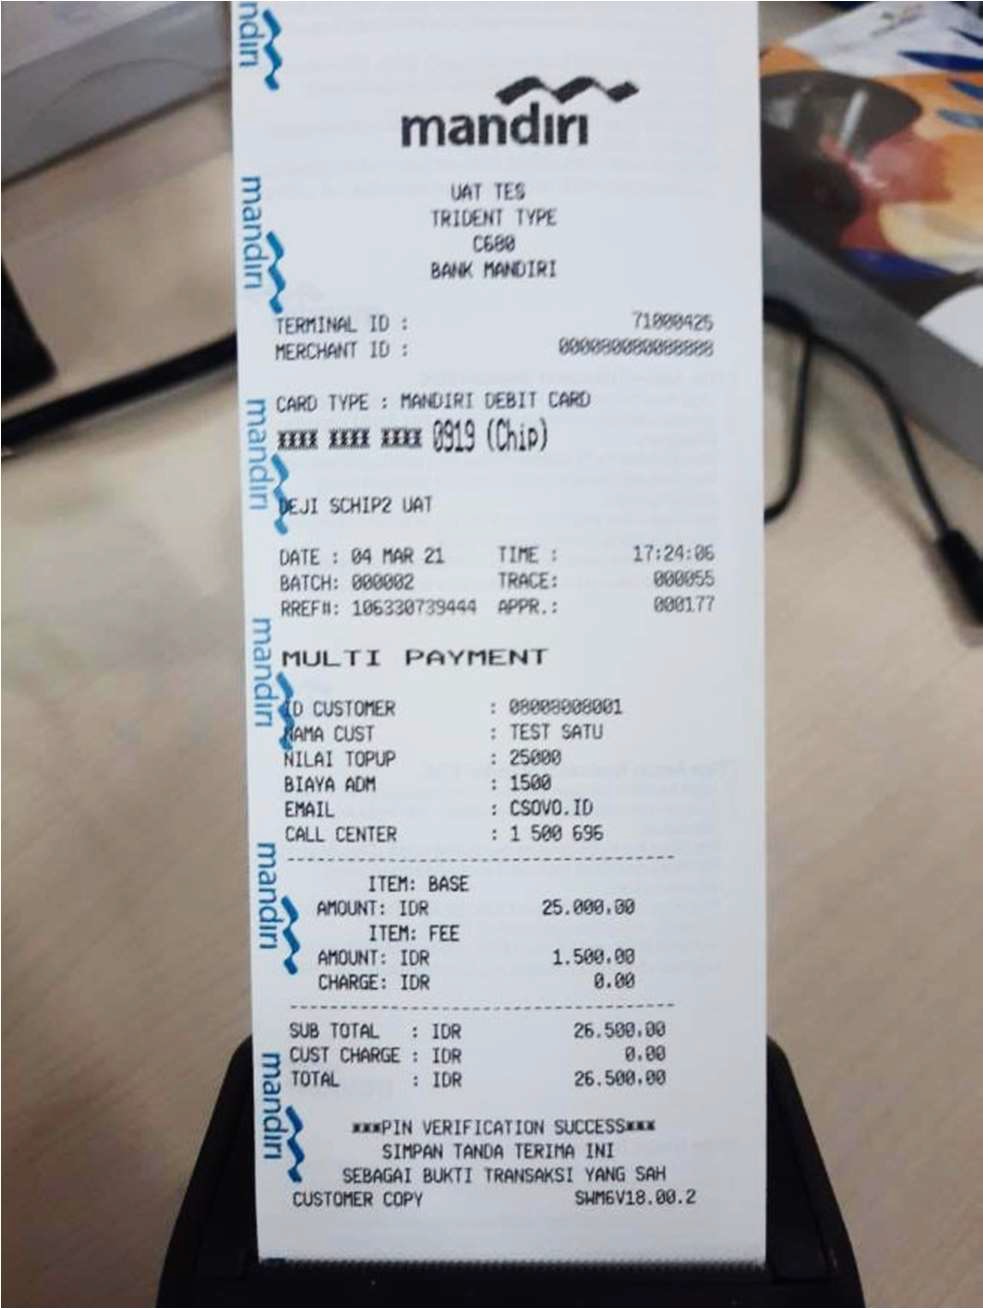 mandiri
UAT TES
TRIDENT TYPE
C680
BANK MANDIRI
TERMINAL ID : 71000425
MERCHANT ID :
CARD TYPE : MANDIRI DEBIT CARD
XXXX XXXX XXXX 0919 (Chip)
DEJI SCHIP2 UAT
DATE : 04 MAR 21 TIME : 17:24:06
BATCH: 000002 TRACE: 000055
RREF#: 106330739444 APPR.: 000177
MULTI PAYMENT
ID CUSTOMER : 08008008001
NAMA CUST : TEST SATU
NILAI TOPUP : 25000
BIAYA ADM : 1500
EMAIL : CSOVO.ID
CALL CENTER : 1 500 696
--------------------------------------
ITEM: BASE
AMOUNT: IDR 25.000,00
ITEM: FEE
AMOUNT: IDR 1.500,00
CHARGE: IDR 0,00
--------------------------------------
SUB TOTAL : IDR 26.500,00
CUST CHARGE : IDR 0,00
TOTAL : IDR 26.500,00
***PIN VERIFICATION SUCCESS***
SIMPAN TANDA TERIMA INI
SEBAGAI BUKTI TRANSAKSI YANG SAH
CUSTOMER COPY SWM6V18.00.2
mandiri
mandiri
mandiri
mandiri
mandiri